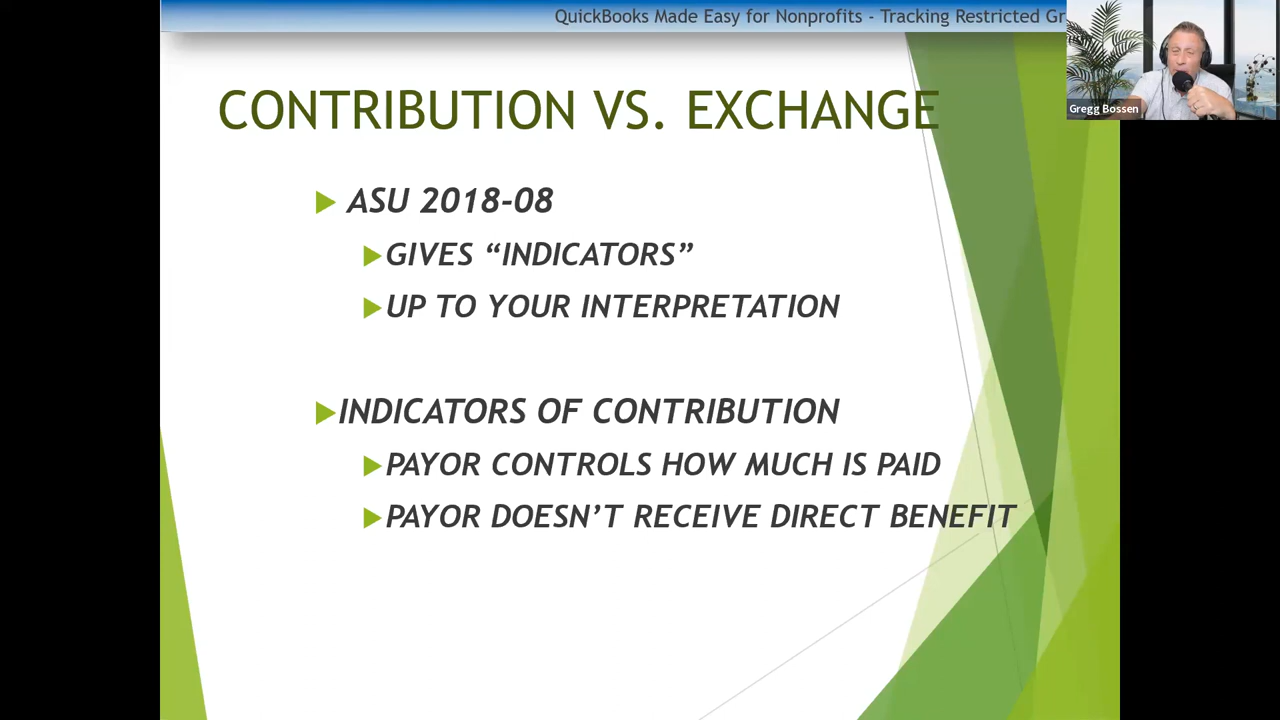 QuickBooks Made Easy for Nonprofits - Tracking Restricted Gr
Gregg Bossen
CONTRIBUTION VS. EXCHANGE
ASU 2018-08
GIVES “INDICATORS”
UP TO YOUR INTERPRETATION
INDICATORS OF CONTRIBUTION
PAYOR CONTROLS HOW MUCH IS PAID
PAYOR DOESN’T RECEIVE DIRECT BENEFIT